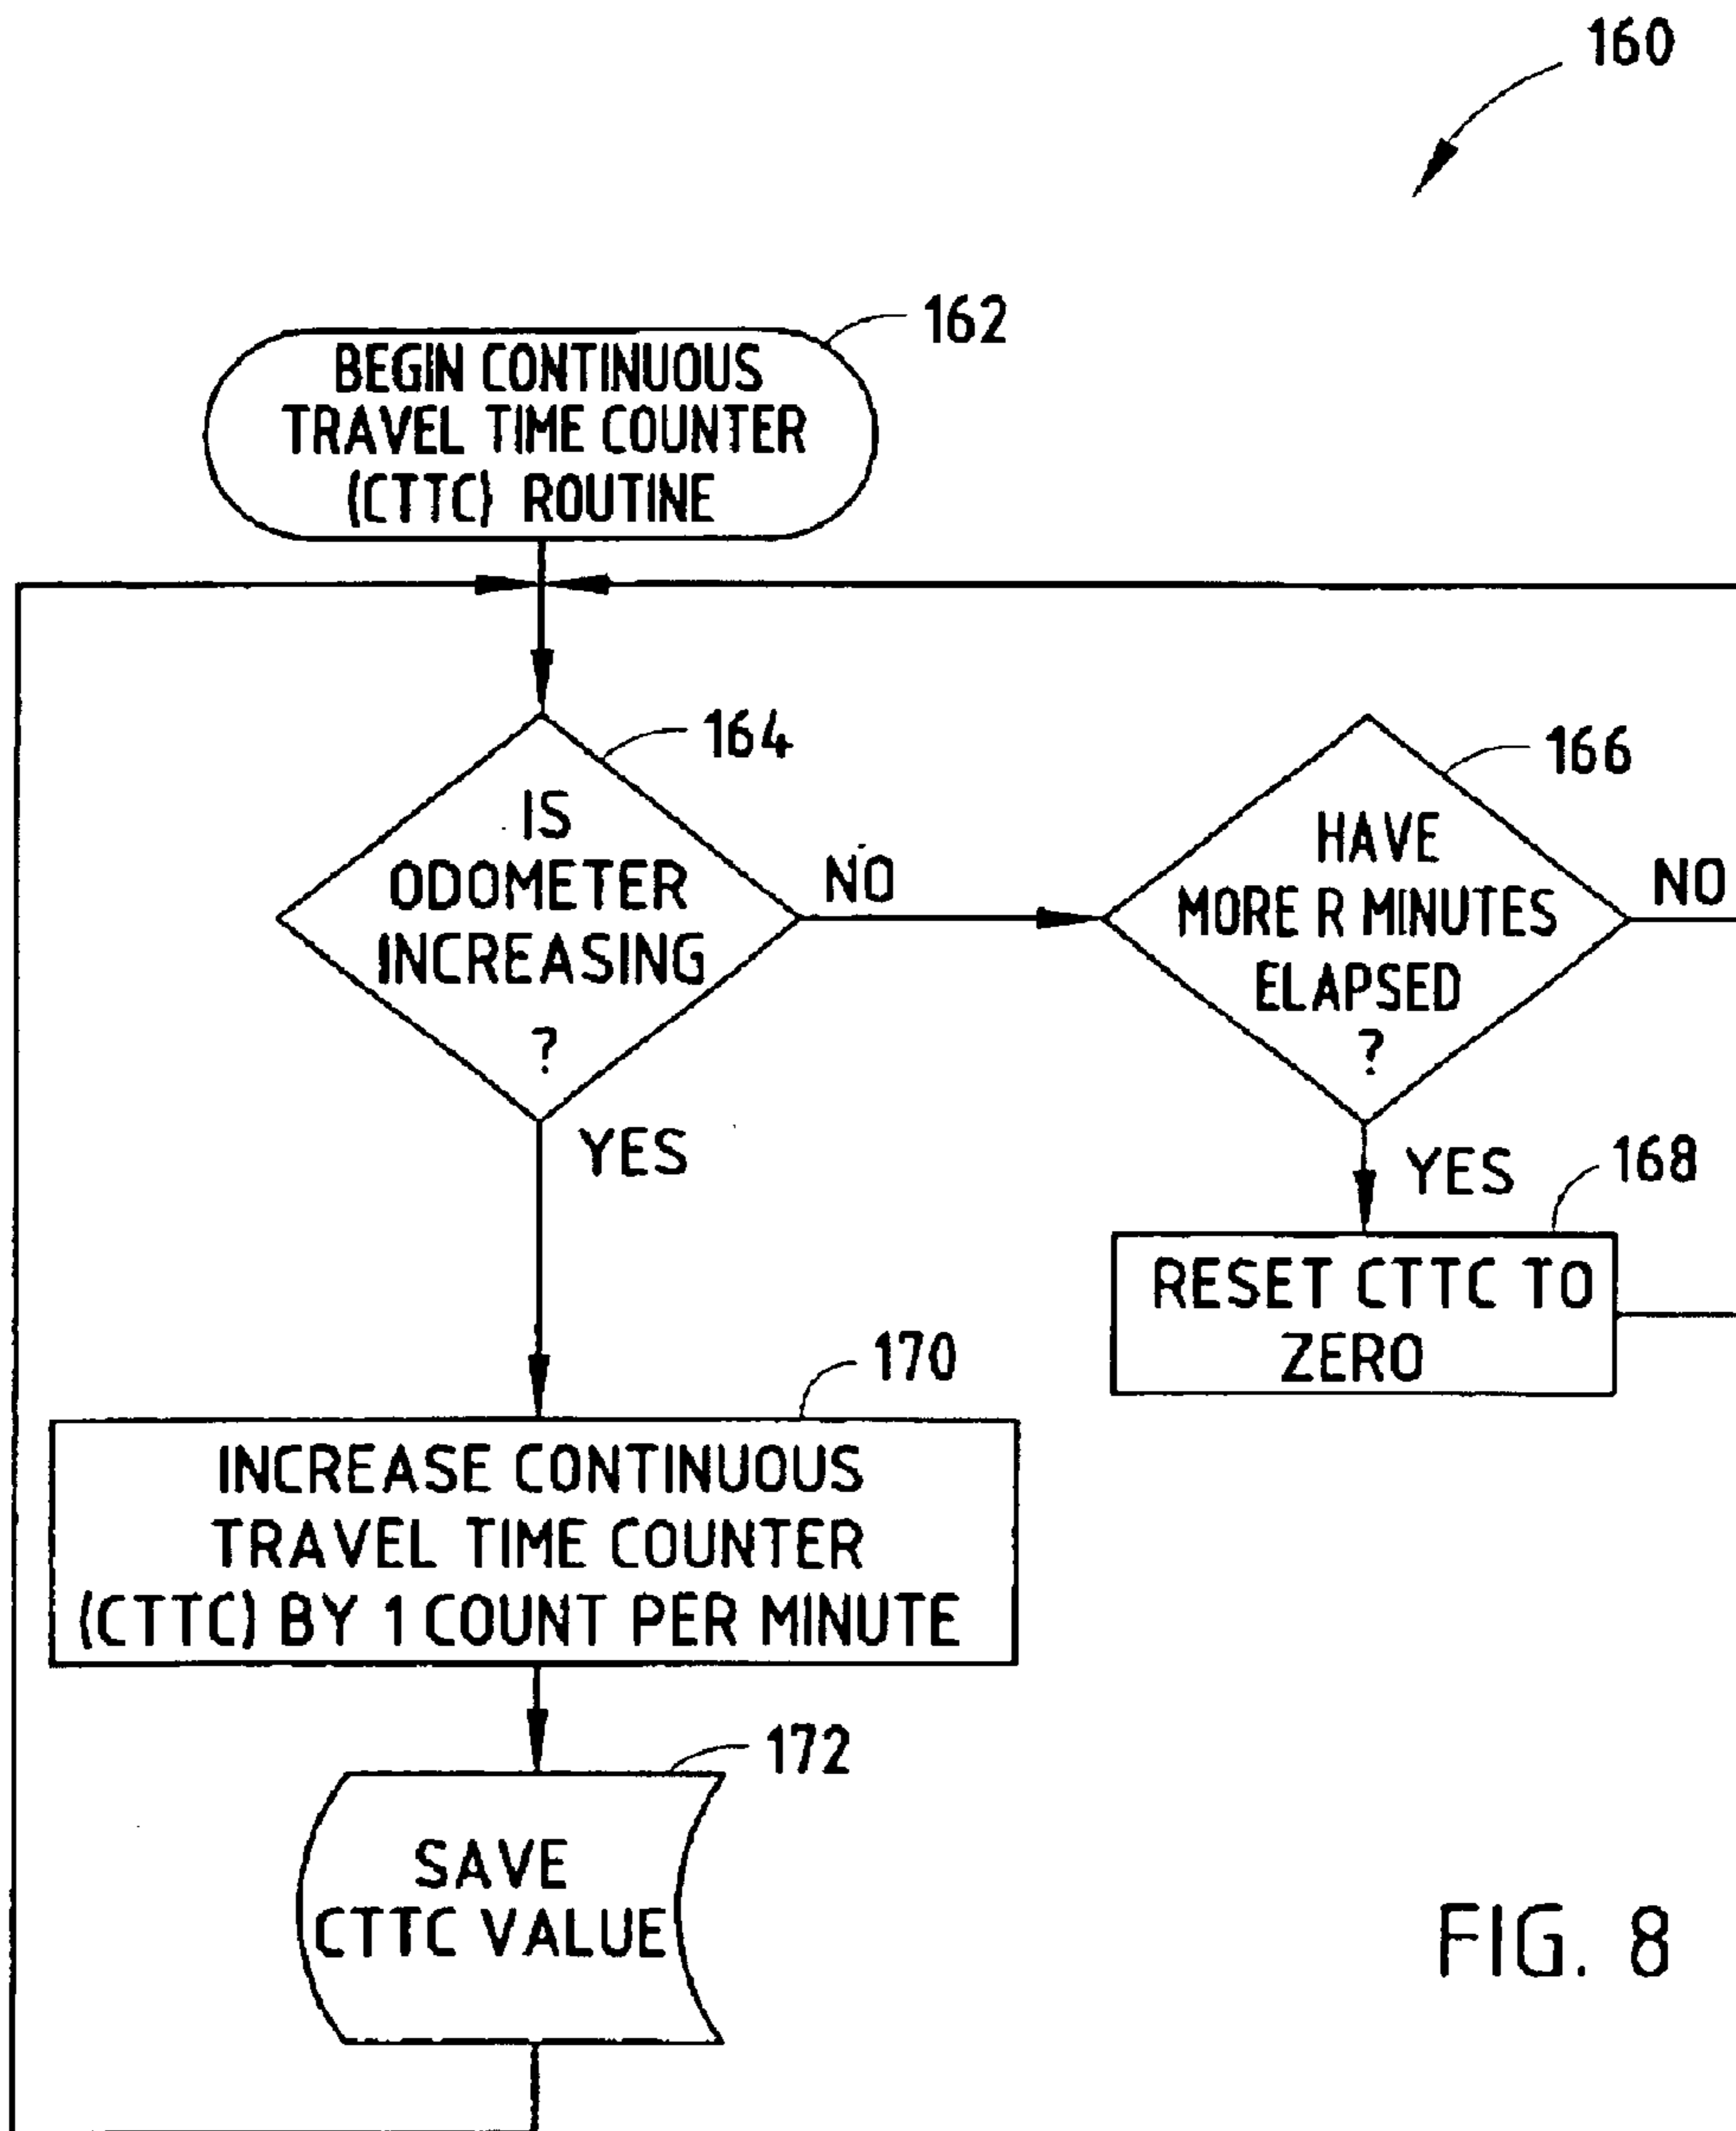 160
162
BEGIN CONTINUOUS
TRAVEL TIME COUNTER
(CTTC) ROUTINE
164
IS
ODOMETER
INCREASING
?
NO
YES
166
HAVE
MORE R MINUTES
ELAPSED
?
NO
YES
168
RESET CTTC TO
ZERO
170
INCREASE CONTINUOUS
TRAVEL TIME COUNTER
(CTTC) BY 1 COUNT PER MINUTE
172
SAVE
CTTC VALUE
FIG. 8